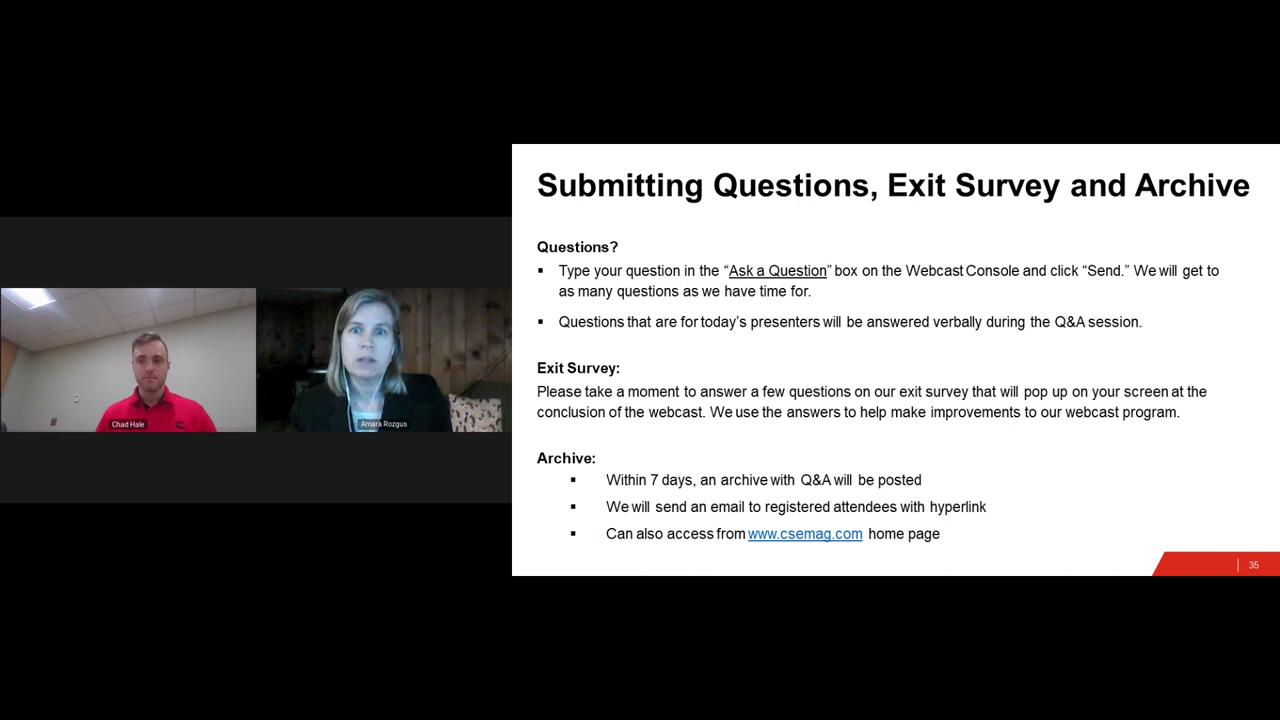 Submitting Questions, Exit Survey and Archive
Questions?
▪ Type your question in the “Ask a Question” box on the Webcast Console and click “Send.” We will get to
as many questions as we have time for.
▪ Questions that are for today’s presenters will be answered verbally during the Q&A session.
Exit Survey:
Please take a moment to answer a few questions on our exit survey that will pop up on your screen at the
conclusion of the webcast. We use the answers to help make improvements to our webcast program.
Archive:
▪ Within 7 days, an archive with Q&A will be posted
▪ We will send an email to registered attendees with hyperlink
▪ Can also access from www.csemag.com home page
35
Chad Hale
Amara Rozgus